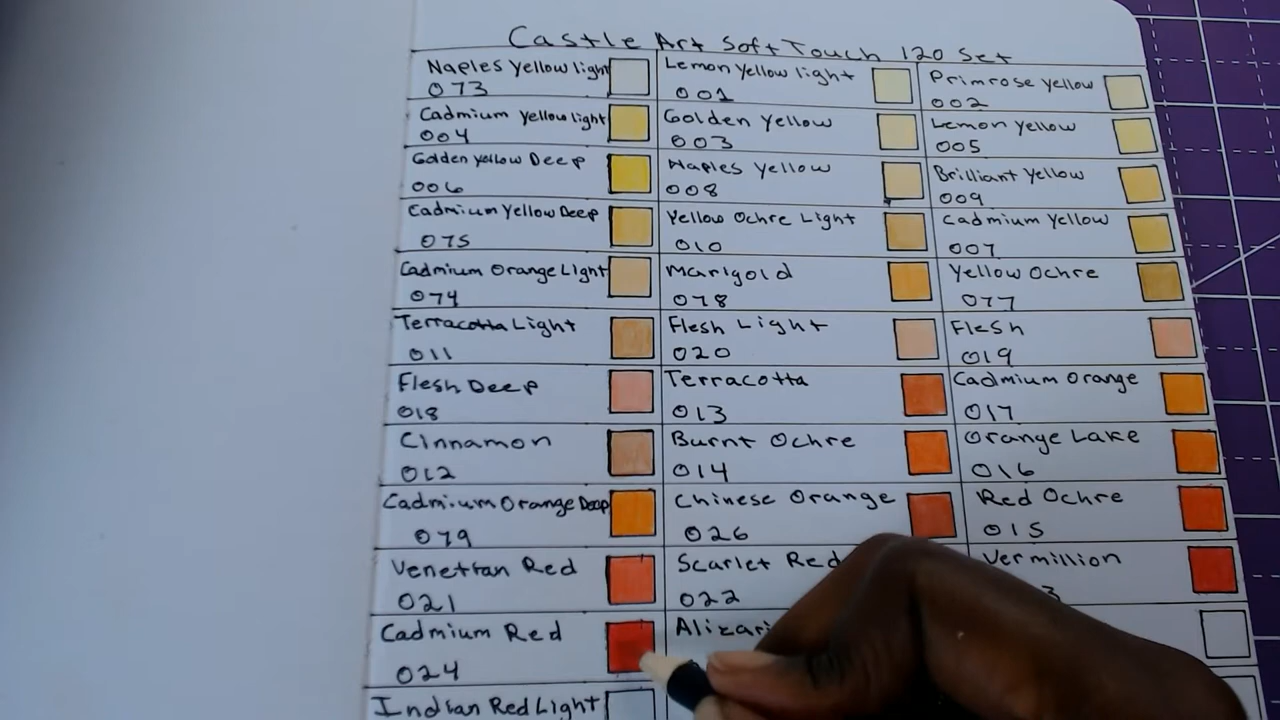 Castle Art Soft Touch 120 Set
Naples Yellow light
073
Lemon Yellow light
001
Primrose Yellow
002
Cadmium Yellow light
004
Golden Yellow
003
Lemon Yellow
005
Golden Yellow Deep
006
Naples Yellow
008
Brilliant Yellow
009
Cadmium Yellow Deep
075
Yellow Ochre Light
010
Cadmium Yellow
007
Cadmium Orange Light
074
Marigold
078
Yellow Ochre
077
Terracotta Light
011
Flesh Light
020
Flesh
019
Flesh Deep
018
Terracotta
013
Cadmium Orange
017
Cinnamon
012
Burnt Ochre
014
Orange Lake
016
Cadmium Orange Deep
079
Chinese Orange
026
Red Ochre
015
Venetian Red
021
Scarlet Red
022
Vermillion
3
Cadmium Red
024
Indian Red Light